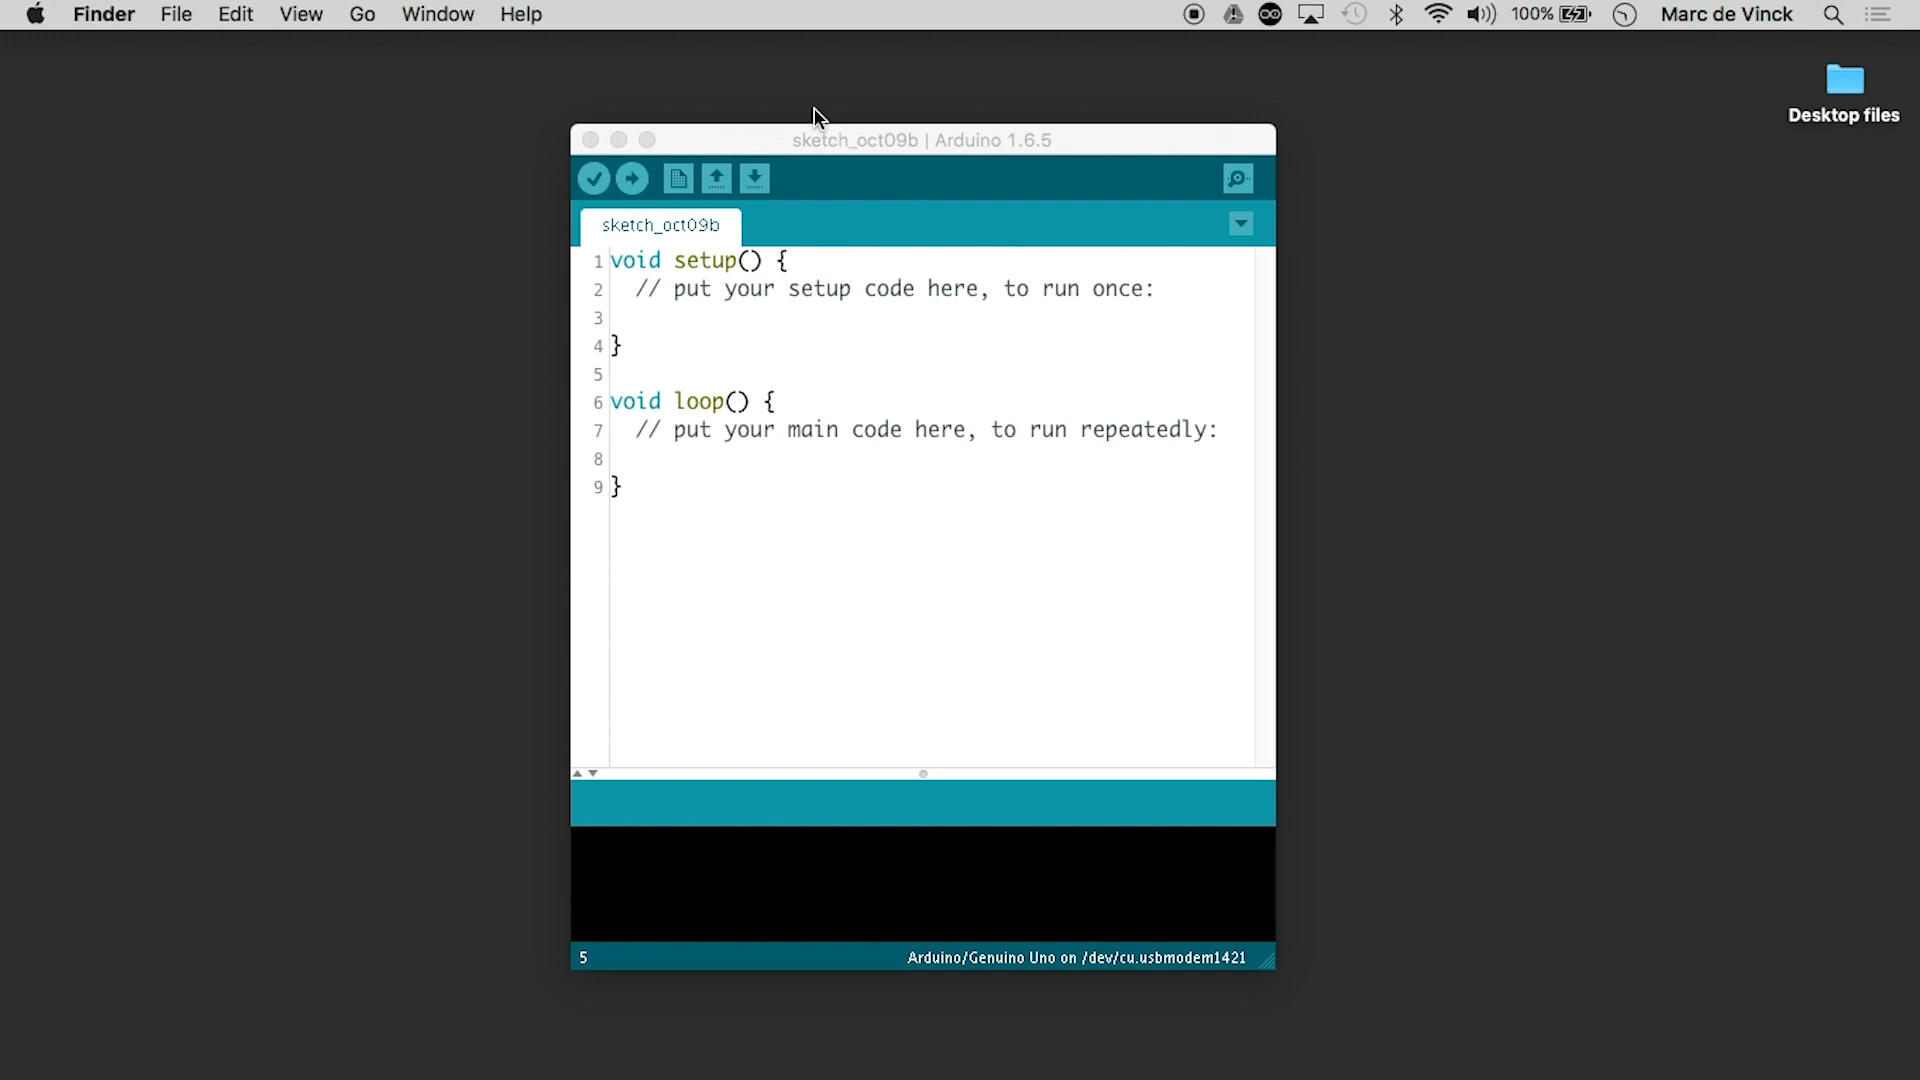 Finder File Edit View Go Window Help 100% Marc de Vinck
Desktop files
sketch_oct09b | Arduino 1.6.5
sketch_oct09b
1 void setup() {
2 // put your setup code here, to run once:
3
4 }
5
6 void loop() {
7 // put your main code here, to run repeatedly:
8
9 }
5 Arduino/Genuino Uno on /dev/cu.usbmodem1421